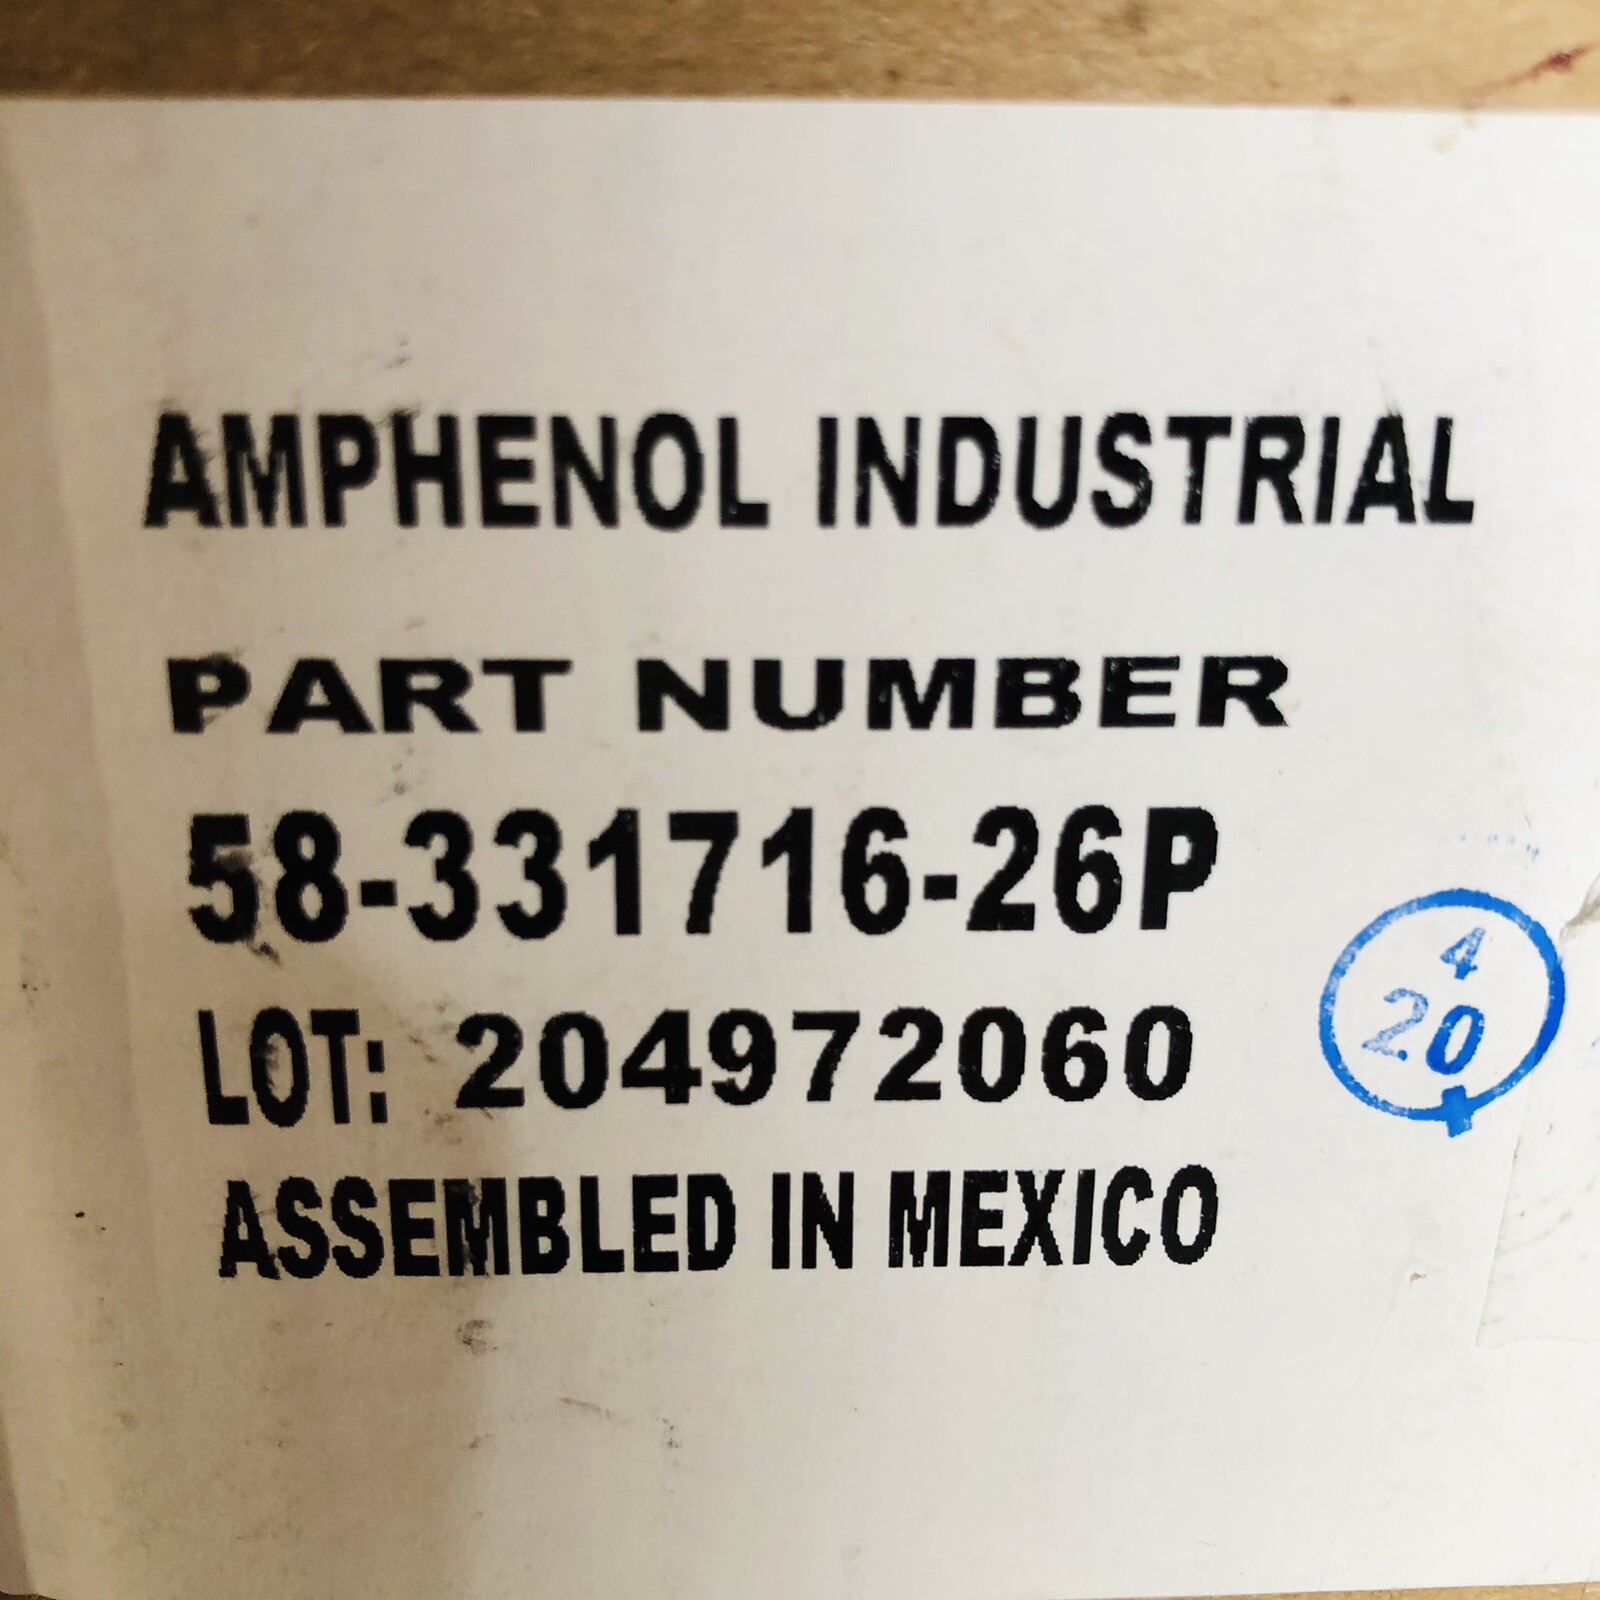 AMPHENOL INDUSTRIAL
PART NUMBER
58-331716-26P
4
20
LOT: 204972060
ASSEMBLED IN MEXICO